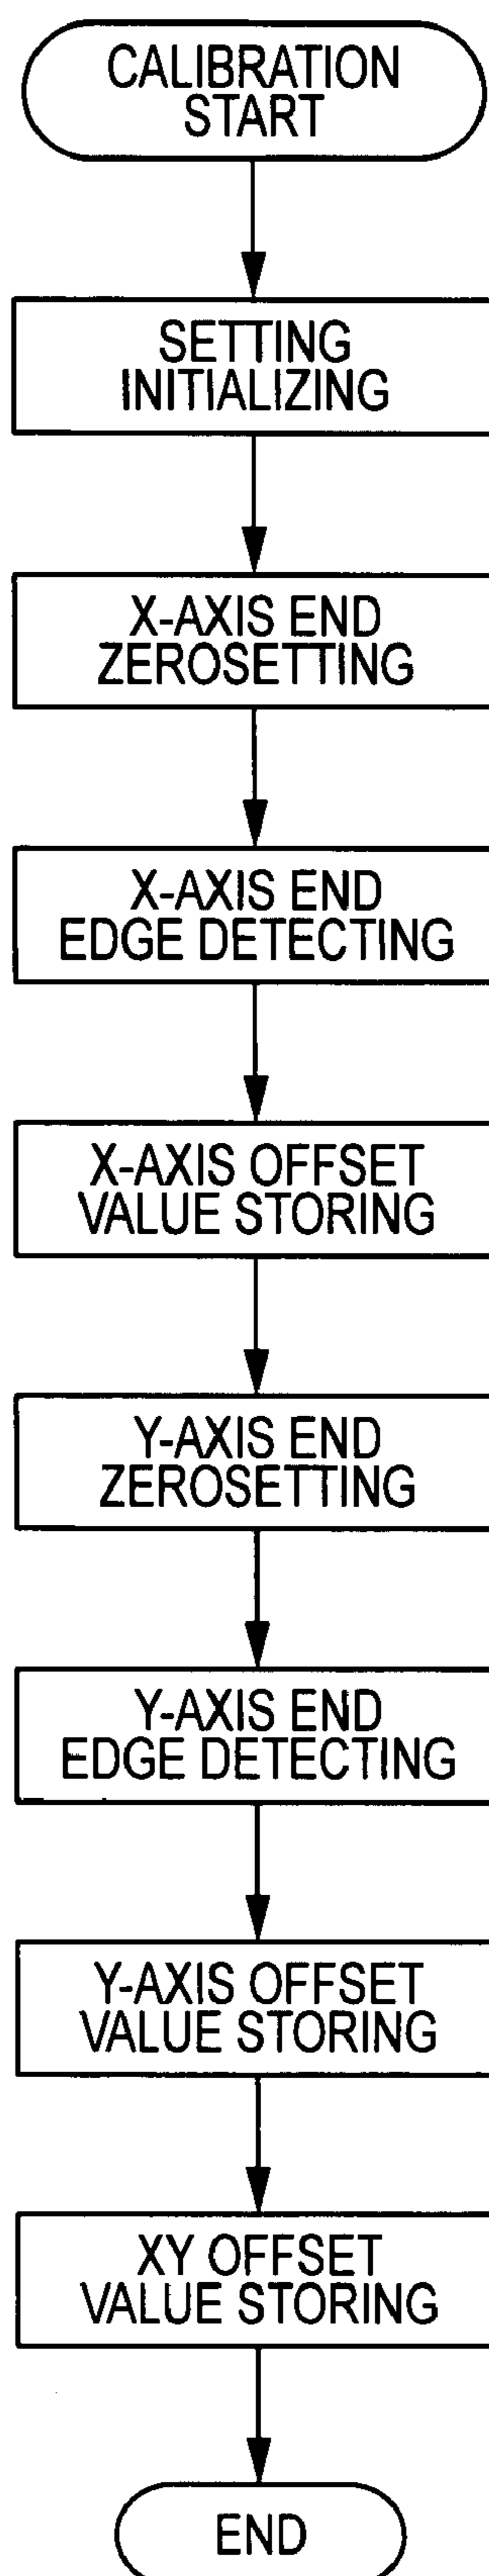 CALIBRATION
START
SETTING
INITIALIZING
X-AXIS END
ZEROSETTING
X-AXIS END
EDGE DETECTING
X-AXIS OFFSET
VALUE STORING
Y-AXIS END
ZEROSETTING
Y-AXIS END
EDGE DETECTING
Y-AXIS OFFSET
VALUE STORING
XY OFFSET
VALUE STORING
END